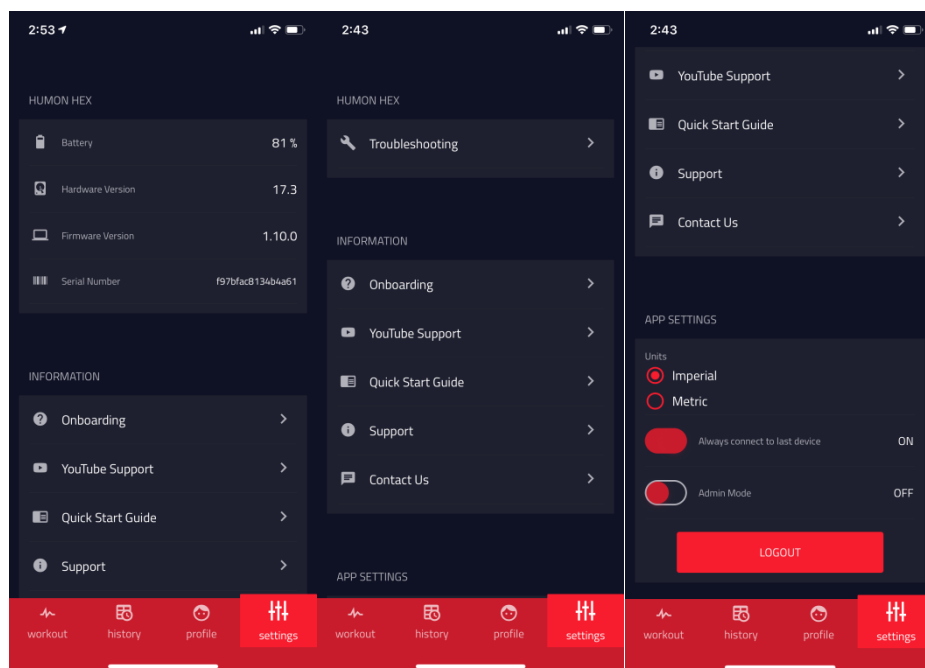 2:53
HUMON HEX
Battery 81 %
Hardware Version 17.3
Firmware Version 1.10.0
Serial Number f97bfac8134b4a61
INFORMATION
Onboarding
YouTube Support
Quick Start Guide
Support
workout history profile settings
2:43
HUMON HEX
Troubleshooting
INFORMATION
Onboarding
YouTube Support
Quick Start Guide
Support
Contact Us
APP SETTINGS
workout history profile settings
2:43
YouTube Support
Quick Start Guide
Support
Contact Us
APP SETTINGS
Units
Imperial
Metric
Always connect to last device ON
Admin Mode OFF
LOGOUT
workout history profile settings